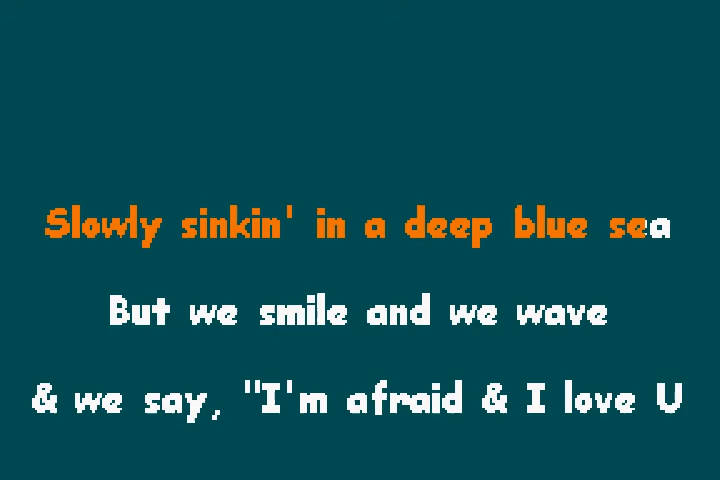 Slowly sinkin' in a deep blue sea
But we smile and we wave
& we say, "I'm afraid & I love U